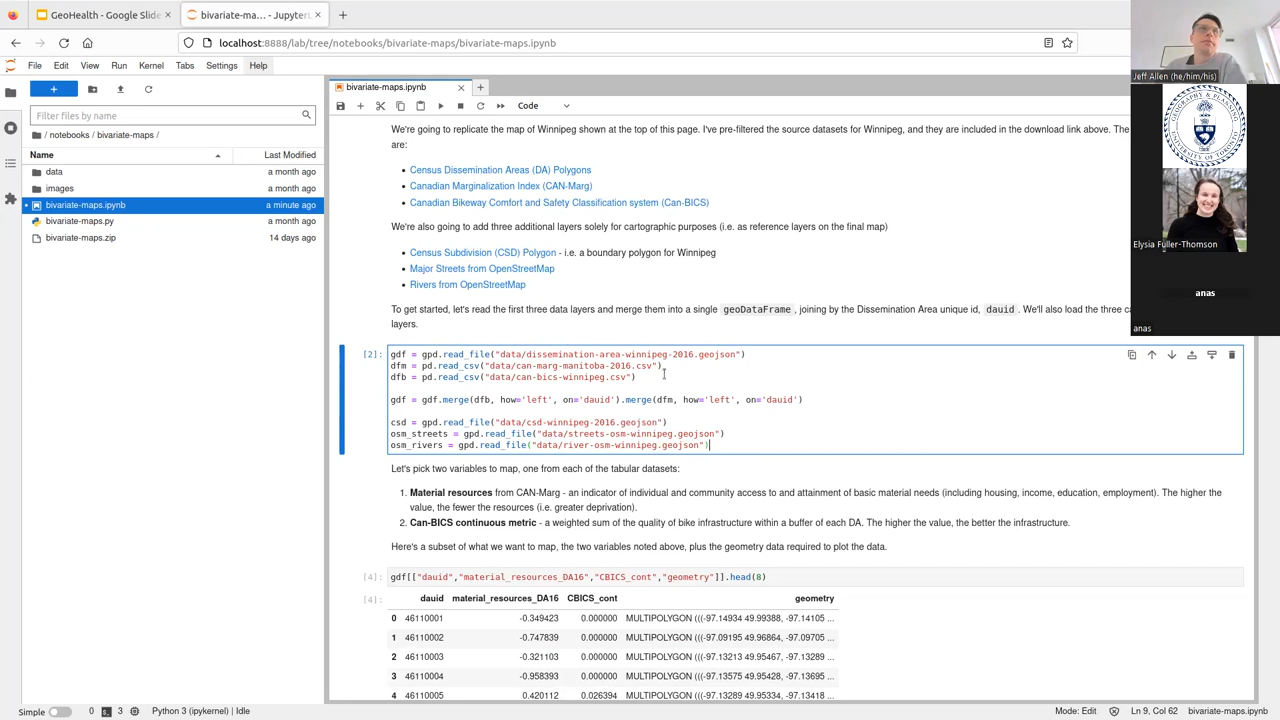 GeoHealth - Google Slide
bivariate-ma… - JupyterL
localhost:8888/lab/tree/notebooks/bivariate-maps/bivariate-maps.ipynb
File Edit View Run Kernel Tabs Settings Help
Filter files by name
/ notebooks / bivariate-maps /
Name Last Modified
data a month ago
images a month ago
bivariate-maps.ipynb a minute ago
bivariate-maps.py a month ago
bivariate-maps.zip 14 days ago
bivariate-maps.ipynb
Code
We're going to replicate the map of Winnipeg shown at the top of this page. I've pre-filtered the source datasets for Winnipeg, and they are included in the download link above. The
are:
Census Dissemination Areas (DA) Polygons
Canadian Marginalization Index (CAN-Marg)
Canadian Bikeway Comfort and Safety Classification system (Can-BICS)
We're also going to add three additional layers solely for cartographic purposes (i.e. as reference layers on the final map)
Census Subdivision (CSD) Polygon - i.e. a boundary polygon for Winnipeg
Major Streets from OpenStreetMap
Rivers from OpenStreetMap
To get started, let's read the first three data layers and merge them into a single geoDataFrame , joining by the Dissemination Area unique id, dauid . We'll also load the three ca
layers.
[2]:
gdf = gpd.read_file("data/dissemination-area-winnipeg-2016.geojson")
dfm = pd.read_csv("data/can-marg-manitoba-2016.csv")
dfb = pd.read_csv("data/can-bics-winnipeg.csv")
gdf = gdf.merge(dfb, how='left', on='dauid').merge(dfm, how='left', on='dauid')
csd = gpd.read_file("data/csd-winnipeg-2016.geojson")
osm_streets = gpd.read_file("data/streets-osm-winnipeg.geojson")
osm_rivers = gpd.read_file("data/river-osm-winnipeg.geojson")
Let's pick two variables to map, one from each of the tabular datasets:
1. Material resources from CAN-Marg - an indicator of individual and community access to and attainment of basic material needs (including housing, income, education, employment). The higher the
value, the fewer the resources (i.e. greater deprivation).
2. Can-BICS continuous metric - a weighted sum of the quality of bike infrastructure within a buffer of each DA. The higher the value, the better the infrastructure.
Here's a subset of what we want to map, the two variables noted above, plus the geometry data required to plot the data.
[4]: gdf[["dauid","material_resources_DA16","CBICS_cont","geometry"]].head(8)
[4]: dauid material_resources_DA16 CBICS_cont geometry
0 46110001 -0.349423 0.000000 MULTIPOLYGON (((-97.14934 49.99388, -97.14105 ...
1 46110002 -0.747839 0.000000 MULTIPOLYGON (((-97.09195 49.96864, -97.09705 ...
2 46110003 -0.321103 0.000000 MULTIPOLYGON (((-97.13213 49.95467, -97.13289 ...
3 46110004 -0.958393 0.000000 MULTIPOLYGON (((-97.13575 49.95428, -97.13695 ...
4 46110005 0.420112 0.026394 MULTIPOLYGON (((-97.13289 49.95334, -97.13418 ...
Simple 0 3 Python 3 (ipykernel) | Idle Mode: Edit Ln 9, Col 62 bivariate-maps.ipynb
Jeff Allen (he/him/his)
GEOGRAPHY & PLANNING
UNIVERSITY OF TORONTO
Elysia Fuller-Thomson
anas
anas